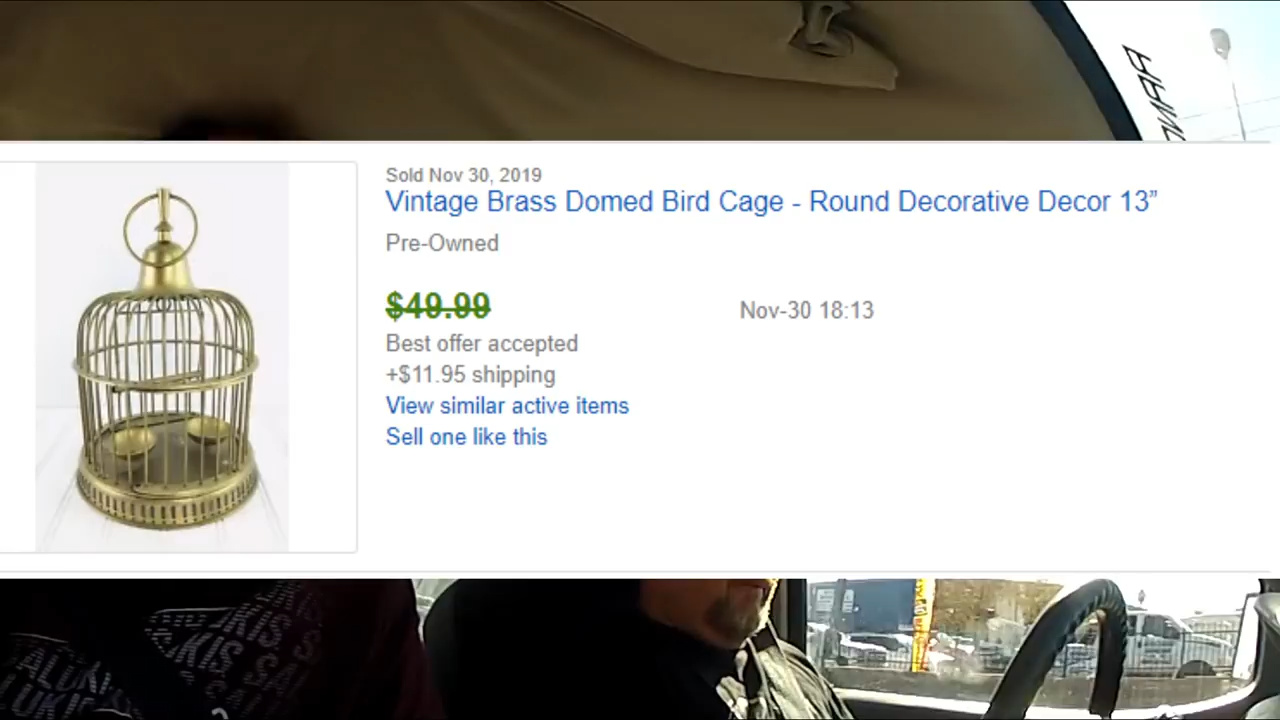 Sold Nov 30, 2019
Vintage Brass Domed Bird Cage - Round Decorative Decor 13”
Pre-Owned
$49.99
Nov-30 18:13
Best offer accepted
+$11.95 shipping
View similar active items
Sell one like this